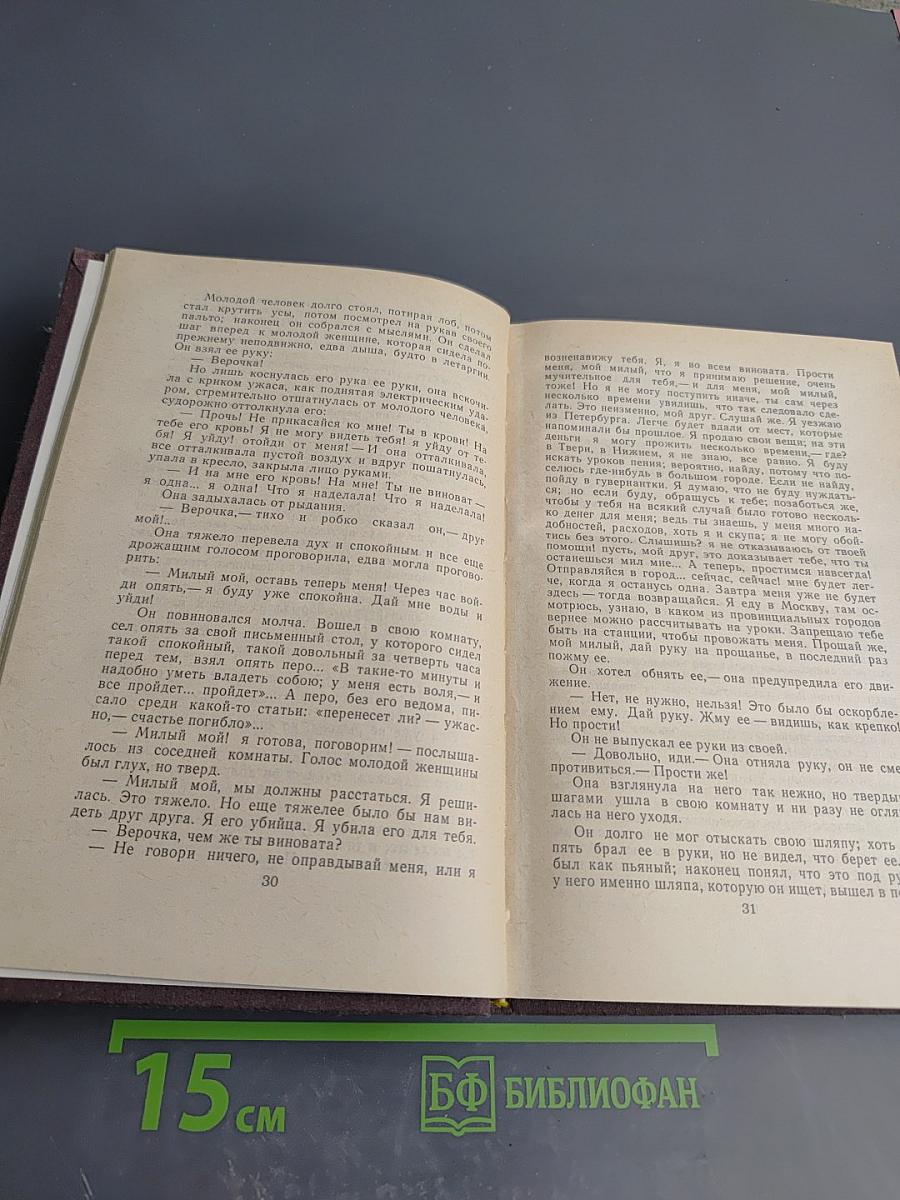 Молодой человек долго стоял, потирая лоб, потом
стал крутить усы, потом посмотрел на рукав своего
пальто; наконец он собрался с мыслями. Он сделал
шаг вперед к молодой женщине, которая сидела по-
прежнему неподвижно, едва дыша, будто в летаргии.
Он взял ее руку:
— Верочка!
Но лишь коснулась его рука ее руки, она вскочи-
ла с криком ужаса, как поднятая электрическим уда-
ром, стремительно отшатнулась от молодого человека,
судорожно оттолкнула его:
— Прочь! Не прикасайся ко мне! Ты в крови! На
тебе его кровь! Я не могу видеть тебя! я уйду от те-
бя! Я уйду! отойди от меня! — И она отталкивала,
все отталкивала пустой воздух и вдруг пошатнулась,
упала в кресло, закрыла лицо руками.
— И на мне его кровь! На мне! Ты не виноват —
я одна... я одна! Что я наделала! Что я наделала!
Она задыхалась от рыдания.
— Верочка,— тихо и робко сказал он,— друг
мой!..
Она тяжело перевела дух и спокойным и все еще
дрожащим голосом проговорила, едва могла прогово-
рить:
— Милый мой, оставь теперь меня! Через час вой-
ди опять,— я буду уже спокойна. Дай мне воды и
уйди!
Он повиновался молча. Вошел в свою комнату,
сел опять за свой письменный стол, у которого сидел
такой спокойный, такой довольный за четверть часа
перед тем, взял опять перо... «В такие-то минуты и
надобно уметь владеть собою; у меня есть воля,— и
все пройдет... пройдет»... А перо, без его ведома, пи-
сало среди какой-то статьи: «перенесет ли? — ужас-
но,— счастье погибло»...
— Милый мой! я готова, поговорим! — послыша-
лось из соседней комнаты. Голос молодой женщины
был глух, но тверд.
— Милый мой, мы должны расстаться. Я реши-
лась. Это тяжело. Но еще тяжелее было бы нам ви-
деть друг друга. Я его убийца. Я убила его для тебя.
— Верочка, чем же ты виновата?
— Не говори ничего, не оправдывай меня, или я
30
возненавижу тебя. Я, я во всем виновата. Прости
меня, мой милый, что я принимаю решение, очень
мучительное для тебя,— и для меня, мой милый,
тоже! Но я не могу поступить иначе, ты сам через
несколько времени увидишь, что так следовало сде-
лать. Это неизменно, мой друг. Слушай же. Я уезжаю
из Петербурга. Легче будет вдали от мест, которые
напоминали бы прошлое. Я продаю свои вещи; на эти
деньги я могу прожить несколько времени,— где?
в Твери, в Нижнем, я не знаю, все равно. Я буду
искать уроков пения; вероятно, найду, потому что по-
селюсь где-нибудь в большом городе. Если не найду,
пойду в гувернантки. Я думаю, что не буду нуждать-
ся; но если буду, обращусь к тебе; позаботься же,
чтобы у тебя на всякий случай было готово несколь-
ко денег для меня; ведь ты знаешь, у меня много на-
добностей, расходов, хоть я и скупа; я не могу обой-
тись без этого. Слышишь? я не отказываюсь от твоей
помощи! пусть, мой друг, это доказывает тебе, что ты
останешься мил мне... А теперь, простимся навсегда!
Отправляйся в город... сейчас, сейчас! мне будет лег-
че, когда я останусь одна. Завтра меня уже не будет
здесь — тогда возвращайся. Я еду в Москву, там ос-
мотрюсь, узнаю, в каком из провинциальных городов
вернее можно рассчитывать на уроки. Запрещаю тебе
быть на станции, чтобы провожать меня. Прощай же,
мой милый, дай руку на прощанье, в последний раз
пожму ее.
Он хотел обнять ее,— она предупредила его дви-
жение.
— Нет, не нужно, нельзя! Это было бы оскорбле-
нием ему. Дай руку. Жму ее — видишь, как крепко!
Но прости!
Он не выпускал ее руки из своей.
— Довольно, иди.— Она отняла руку, он не сме
противиться.— Прости же!
Она взглянула на него так нежно, но тверды
шагами ушла в свою комнату и ни разу не огля
лась на него уходя.
Он долго не мог отыскать свою шляпу; хоть
пять брал ее в руки, но не видел, что берет ее.
был как пьяный; наконец понял, что это под ру
у него именно шляпа, которую он ищет, вышел в пе
31
15 см
БФ БИБЛИОФАН